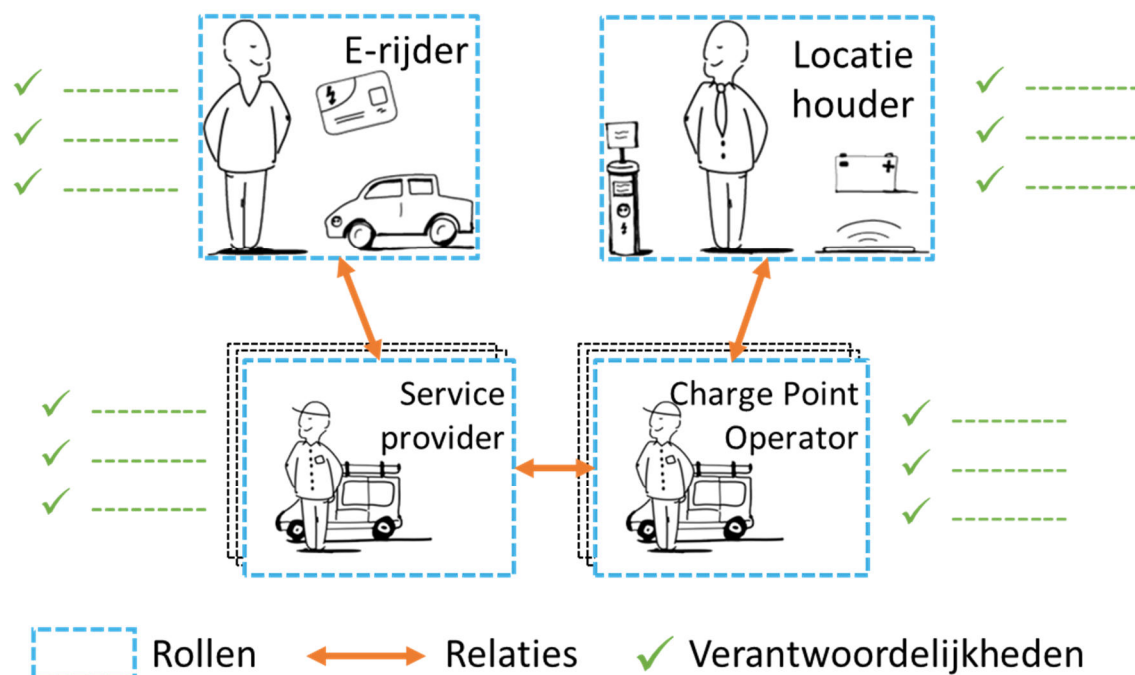 E-rijder
Locatie
houder
Service
provider
Charge Point
Operator
Rollen
Relaties
Verantwoordelijkheden